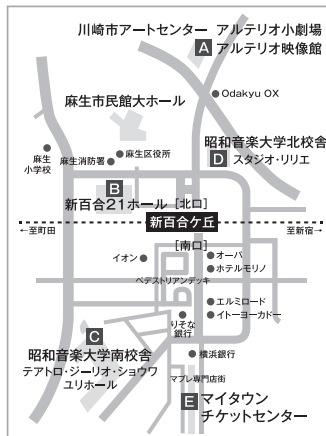 川崎市アートセンター アルテリオ小劇場
A アルテリオ映像館
Odakyu OX
麻生市民館大ホール
昭和音楽大学北校舎
D スタジオ・リリエ
麻生
小学校
麻生消防署
麻生区役所
B
新百合21ホール
[北口]
←至町田
新百合ケ丘
至新宿→
[南口]
イオン
オーパ
ホテルモリノ
ペデストリアンデッキ
エルミロード
イトーヨーカドー
りそな
銀行
C
昭和音楽大学南校舎
テアトロ・ジーリオ・ショウワ
ユリホール
横浜銀行
マプレ専門店街
E マイタウン
チケットセンター